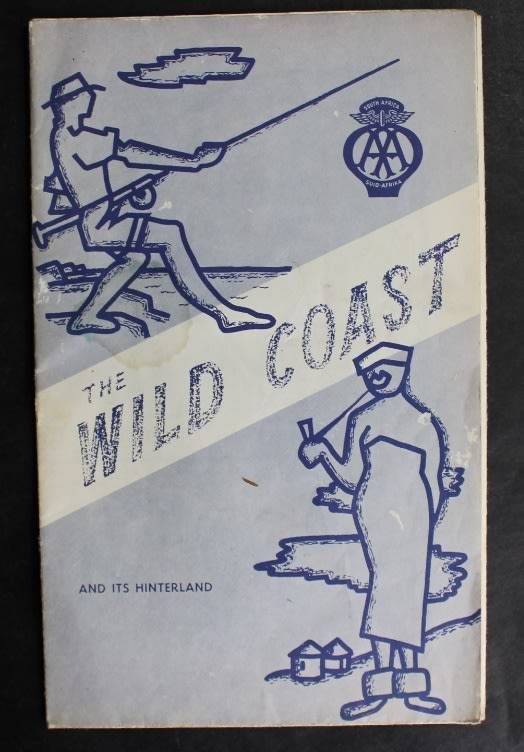 SOUTH AFRICA
AA
SUID-AFRIKA
THE
WILD COAST
AND ITS HINTERLAND